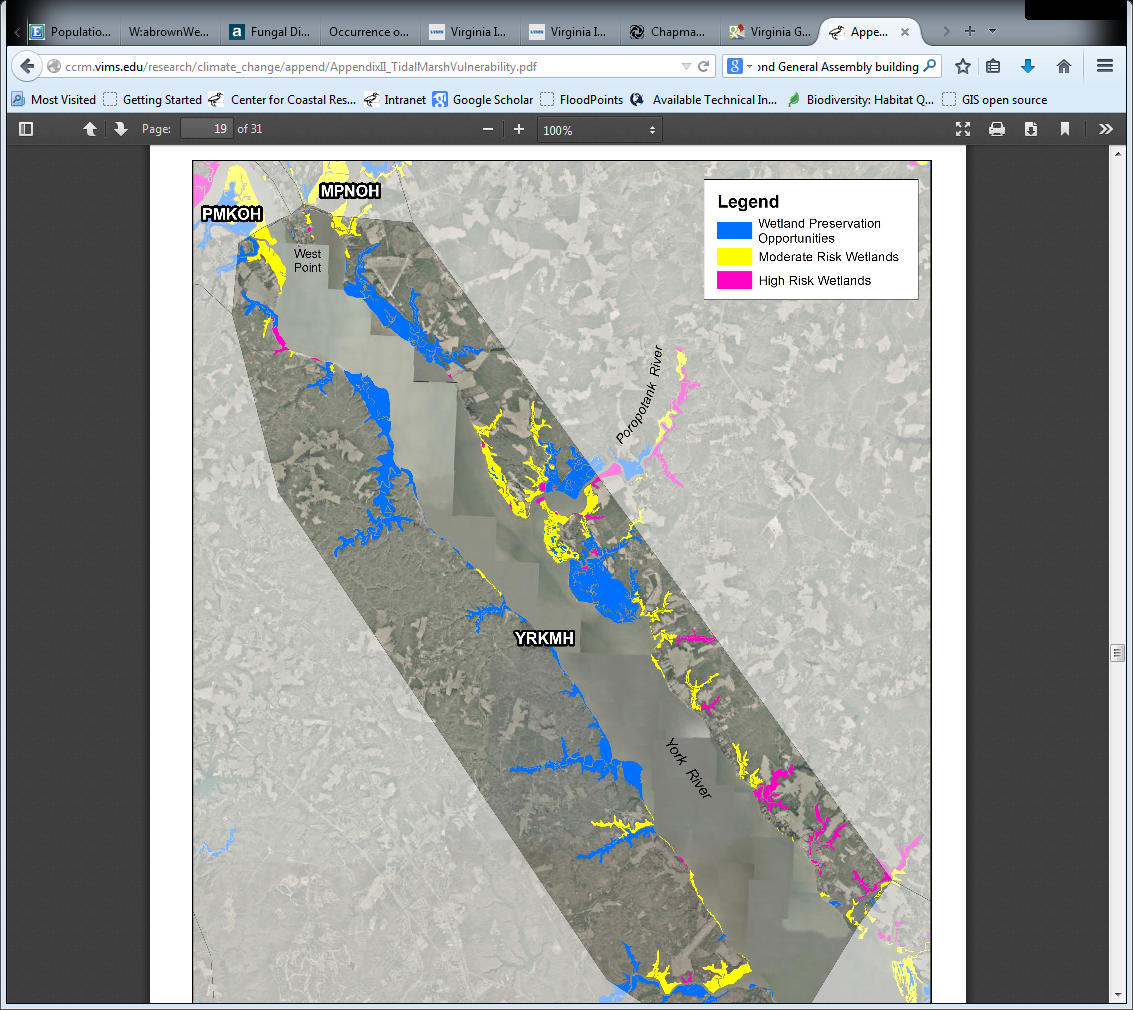 Populatio...
W:abrownWe...
Fungal Di...
Occurrence o...
Virginia I...
Virginia I...
Chapma...
Virginia G...
Appe...
ccrm.vims.edu/research/climate_change/append/AppendixII_TidalMarshVulnerability.pdf
ond General Assembly building
Most Visited
Getting Started
Center for Coastal Res...
Intranet
Google Scholar
FloodPoints
Available Technical In...
Biodiversity: Habitat Q...
GIS open source
Page: 19 of 31
100%
MPNOH
PMKOH
West
Point
Legend
Wetland Preservation
Opportunities
Moderate Risk Wetlands
High Risk Wetlands
Poropotank River
YRKMH
York River